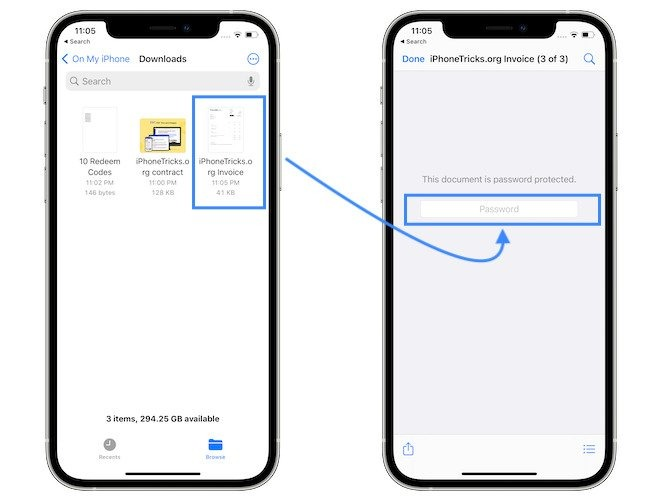 11:05
Search
On My iPhone
Downloads
Search
10 Redeem
Codes
11:02 PM
146 bytes
iPhoneTricks.o
rg contract
11:00 PM
128 KB
iPhoneTricks.o
rg Invoice
11:05 PM
41 KB
3 items, 294.25 GB available
Recents
Browse
11:05
Search
Done
iPhoneTricks.org Invoice (3 of 3)
This document is password protected.
Password